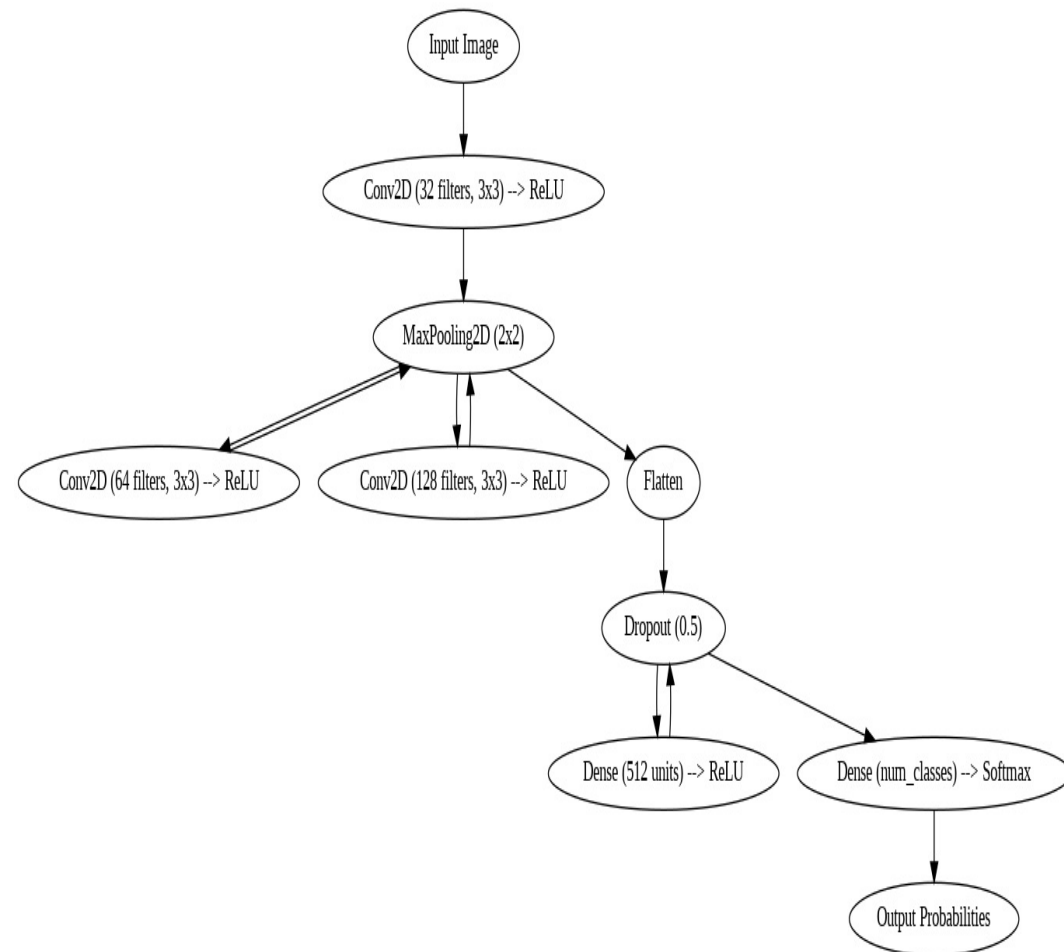 Input Image
Conv2D (32 filters, 3x3) --> ReLU
MaxPooling2D (2x2)
Conv2D (64 filters, 3x3) --> ReLU
Conv2D (128 filters, 3x3) --> ReLU
Flatten
Dropout (0.5)
Dense (512 units) --> ReLU
Dense (num_classes) --> Softmax
Output Probabilities